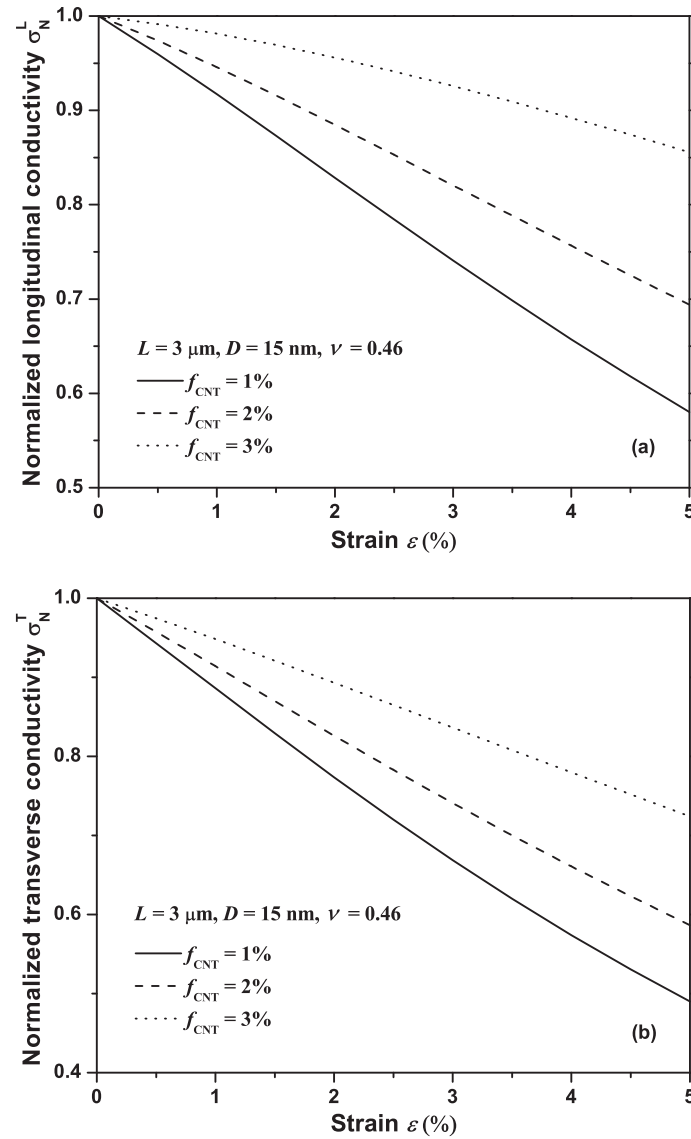 Normalized longitudinal conductivity σ_N^L
1.0
0.9
0.8
0.7
0.6
0.5
L = 3 μm, D = 15 nm, ν = 0.46
f_CNT = 1%
f_CNT = 2%
f_CNT = 3%
(a)
0 1 2 3 4 5
Strain ε (%)
Normalized transverse conductivity σ_N^T
1.0
0.8
0.6
0.4
L = 3 μm, D = 15 nm, ν = 0.46
f_CNT = 1%
f_CNT = 2%
f_CNT = 3%
(b)
0 1 2 3 4 5
Strain ε (%)